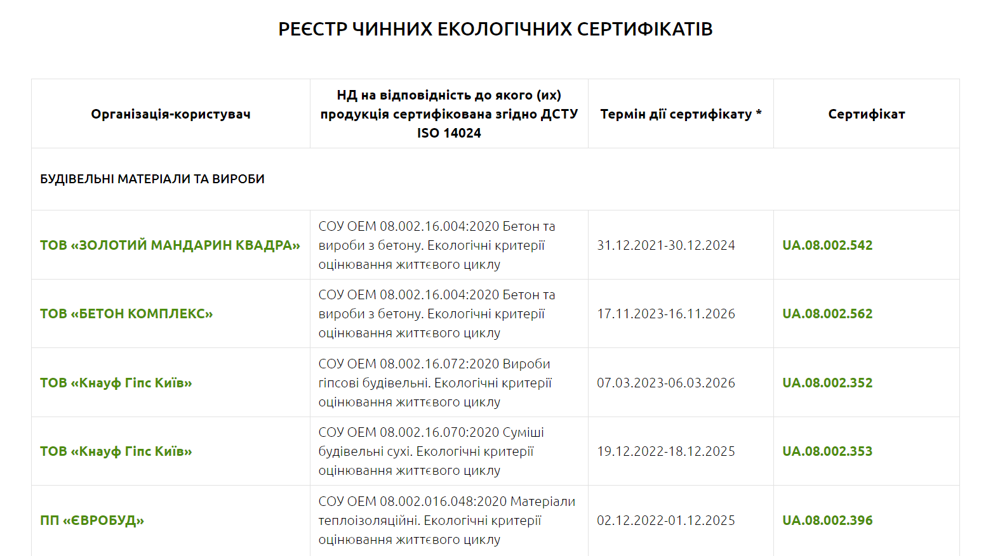 РЕЄСТР ЧИННИХ ЕКОЛОГІЧНИХ СЕРТИФІКАТІВ
Організація-користувач
НД на відповідність до якого (их)
продукція сертифікована згідно ДСТУ
ISO 14024
Термін дії сертифікату *
Сертифікат
БУДІВЕЛЬНІ МАТЕРІАЛИ ТА ВИРОБИ
ТОВ «ЗОЛОТИЙ МАНДАРИН КВАДРА»
СОУ ОЕМ 08.002.16.004:2020 Бетон та
вироби з бетону. Екологічні критерії
оцінювання життєвого циклу
31.12.2021-30.12.2024
UA.08.002.542
ТОВ «БЕТОН КОМПЛЕКС»
СОУ ОЕМ 08.002.16.004:2020 Бетон та
вироби з бетону. Екологічні критерії
оцінювання життєвого циклу
17.11.2023-16.11.2026
UA.08.002.562
ТОВ «Кнауф Гіпс Київ»
СОУ ОЕМ 08.002.16.072:2020 Вироби
гіпсові будівельні. Екологічні критерії
оцінювання життєвого циклу
07.03.2023-06.03.2026
UA.08.002.352
ТОВ «Кнауф Гіпс Київ»
СОУ ОЕМ 08.002.16.070:2020 Суміші
будівельні сухі. Екологічні критерії
оцінювання життєвого циклу
19.12.2022-18.12.2025
UA.08.002.353
ПП «ЄВРОБУД»
СОУ ОЕМ 08.002.016.048:2020 Матеріали
теплоізоляційні. Екологічні критерії
оцінювання життєвого циклу
02.12.2022-01.12.2025
UA.08.002.396